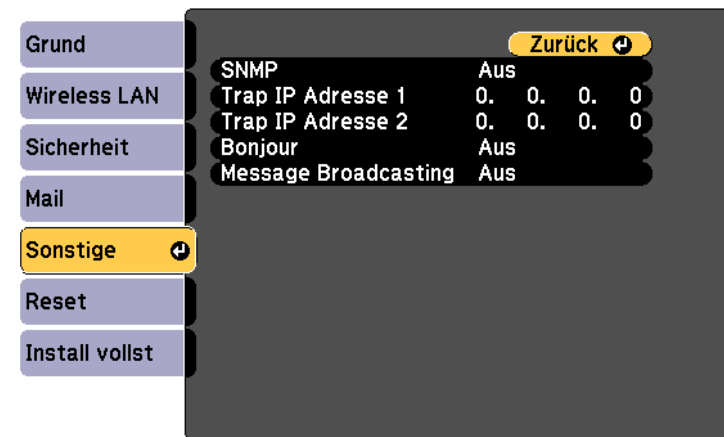 Grund
Wireless LAN
Sicherheit
Mail
Sonstige
Reset
Install vollst
Zurück
SNMP Aus
Trap IP Adresse 1 0. 0. 0. 0
Trap IP Adresse 2 0. 0. 0. 0
Bonjour Aus
Message Broadcasting Aus